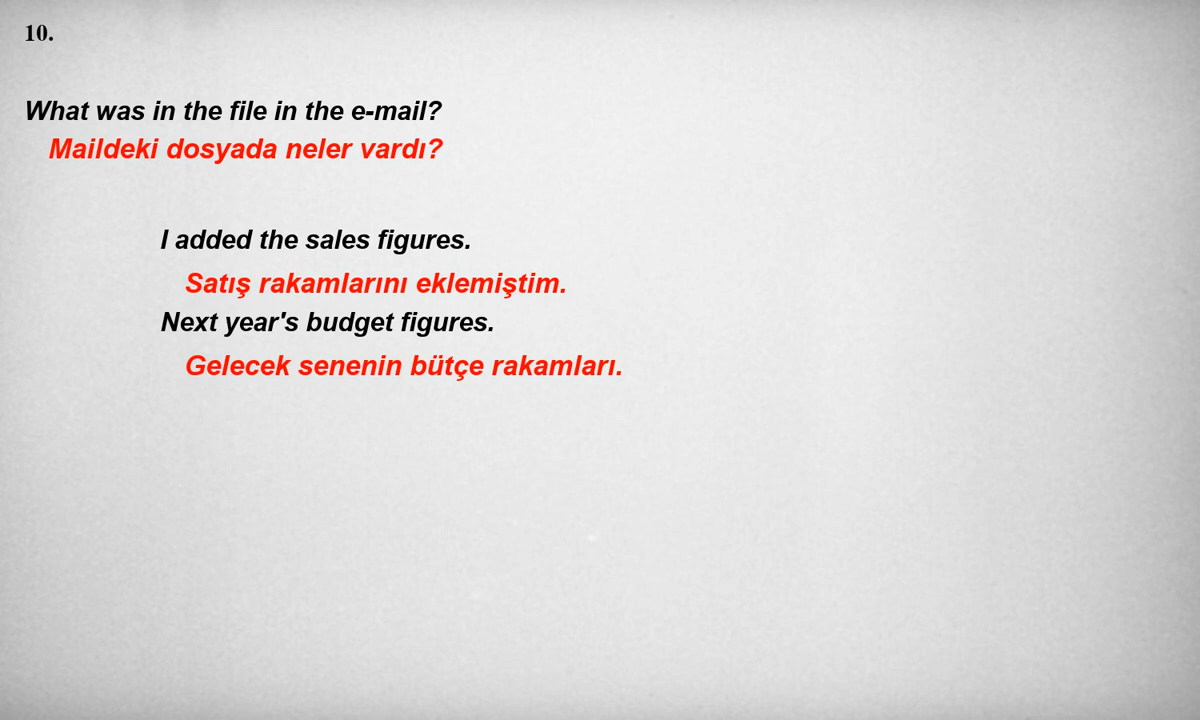 10.
What was in the file in the e-mail?
Maildeki dosyada neler vardı?
I added the sales figures.
Satış rakamlarını eklemiştim.
Next year's budget figures.
Gelecek senenin bütçe rakamları.